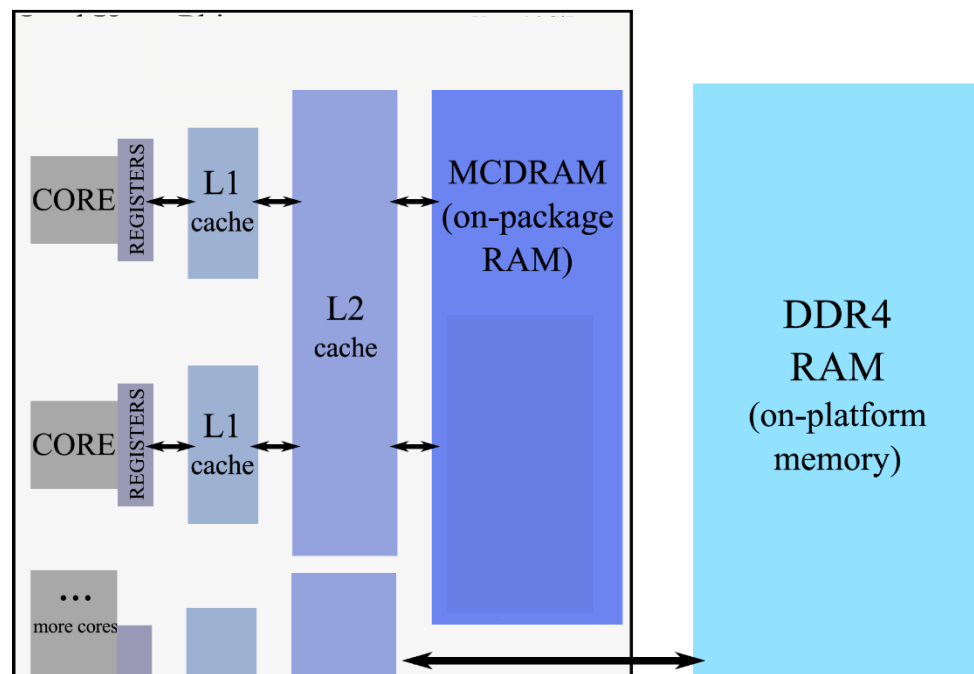 CORE
REGISTERS
L1
cache
L2
cache
MCDRAM
(on-package
RAM)
DDR4
RAM
(on-platform
memory)
CORE
REGISTERS
L1
cache
...
more cores